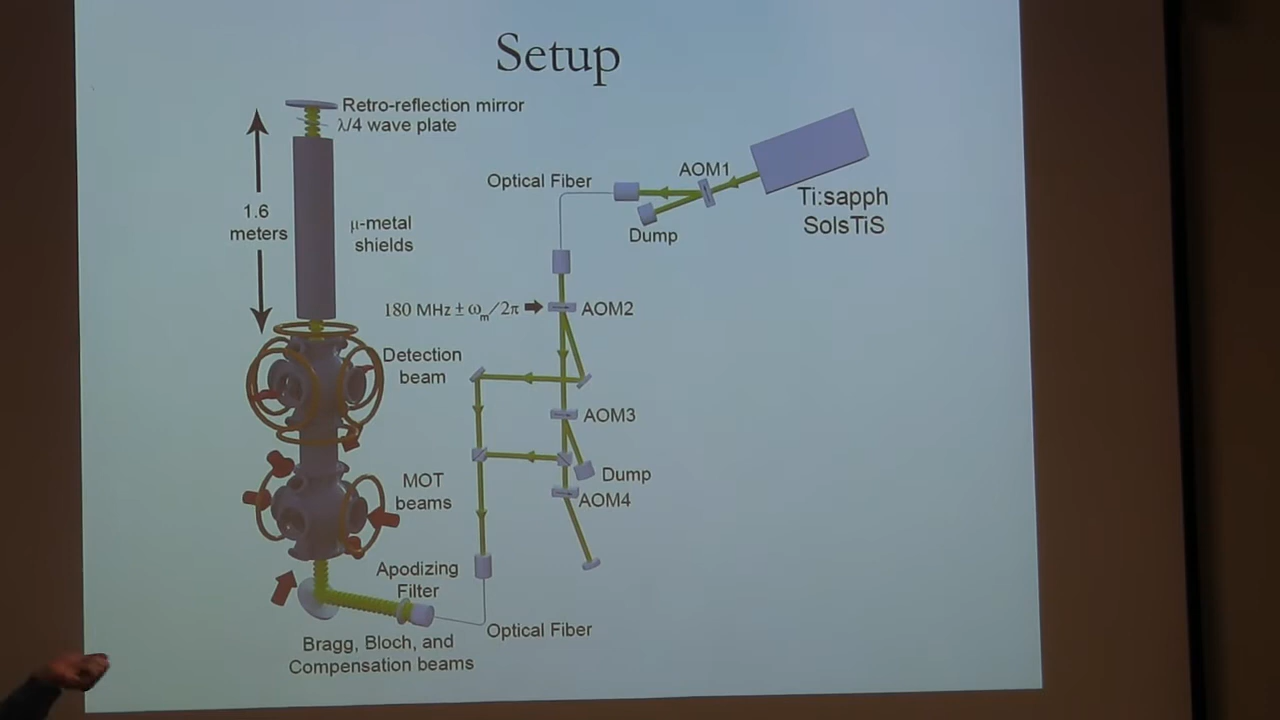 Setup
Retro-reflection mirror
λ/4 wave plate
1.6
meters
μ-metal
shields
Optical Fiber
AOM1
Dump
Ti:sapph
SolsTiS
180 MHz ± ωm/2π
AOM2
Detection
beam
AOM3
Dump
MOT
beams
AOM4
Apodizing
Filter
Optical Fiber
Bragg, Bloch, and
Compensation beams